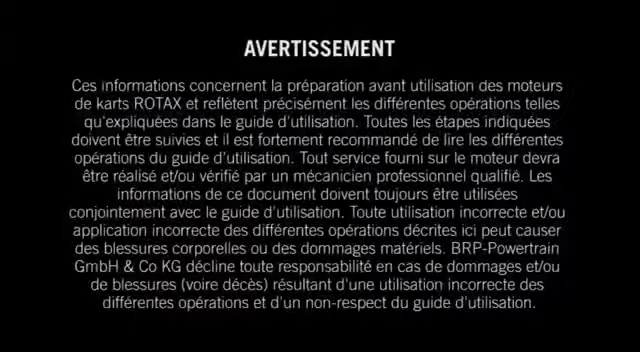 AVERTISSEMENT
Ces informations concernent la préparation avant utilisation des moteurs
de karts ROTAX et reflètent précisément les différentes opérations telles
qu'expliquées dans le guide d'utilisation. Toutes les étapes indiquées
doivent être suivies et il est fortement recommandé de lire les différentes
opérations du guide d'utilisation. Tout service fourni sur le moteur devra
être réalisé et/ou vérifié par un mécanicien professionnel qualifié. Les
informations de ce document doivent toujours être utilisées
conjointement avec le guide d'utilisation. Toute utilisation incorrecte et/ou
application incorrecte des différentes opérations décrites ici peut causer
des blessures corporelles ou des dommages matériels. BRP-Powertrain
GmbH & Co KG décline toute responsabilité en cas de dommages et/ou
de blessures (voire décès) résultant d'une utilisation incorrecte des
différentes opérations et d'un non-respect du guide d'utilisation.